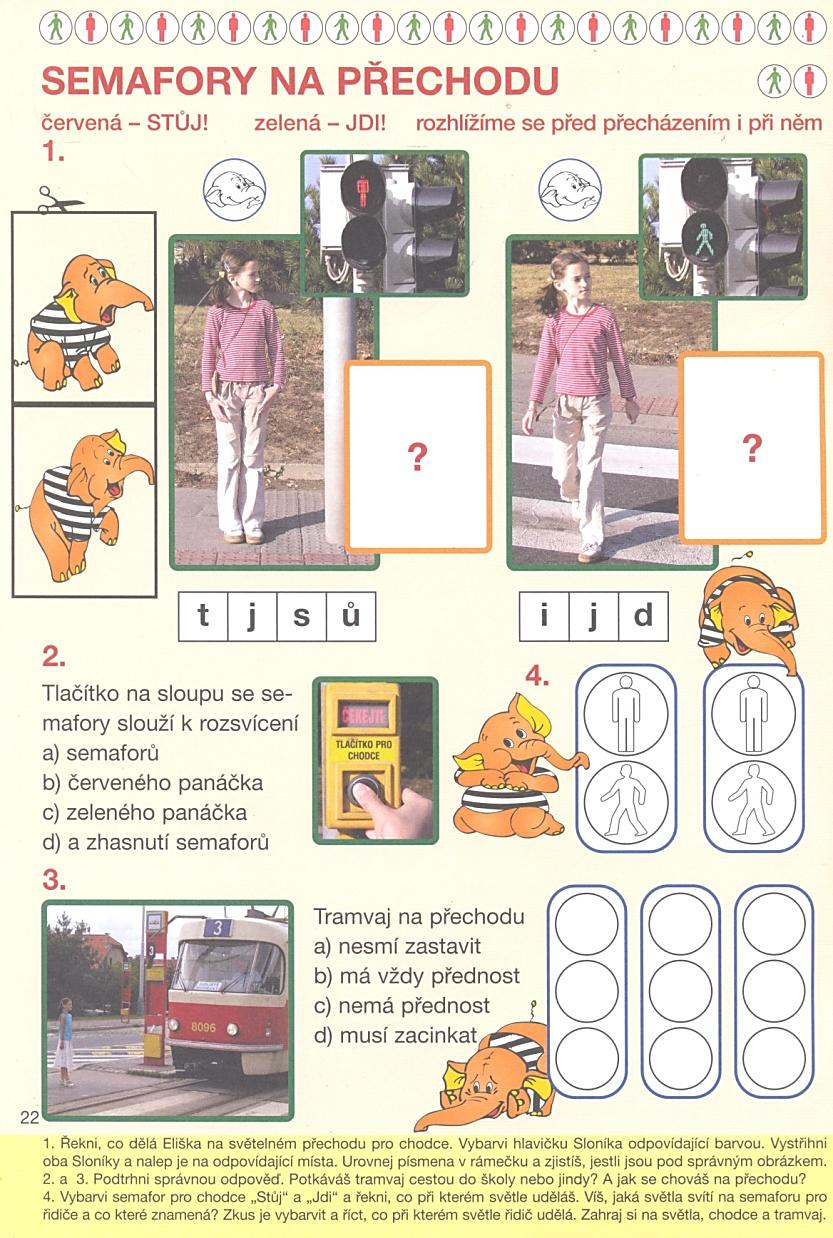 SEMAFORY NA PŘECHODU
červená – STŮJ! zelená – JDI! rozhlížíme se před přecházením i při něm
1.
?
?
t j s ů
i j d
2.
Tlačítko na sloupu se se-
mafory slouží k rozsvícení
a) semaforů
b) červeného panáčka
c) zeleného panáčka
d) a zhasnutí semaforů
ČEKEJTE
TLAČÍTKO PRO
CHODCE
4.
3.
3
3
8096
Tramvaj na přechodu
a) nesmí zastavit
b) má vždy přednost
c) nemá přednost
d) musí zacinkat
22
1. Řekni, co dělá Eliška na světelném přechodu pro chodce. Vybarvi hlavičku Sloníka odpovídající barvou. Vystřihni
oba Sloníky a nalep je na odpovídající místa. Urovnej písmena v rámečku a zjistíš, jestli jsou pod správným obrázkem.
2. a 3. Podtrhni správnou odpověď. Potkáváš tramvaj cestou do školy nebo jindy? A jak se chováš na přechodu?
4. Vybarvi semafor pro chodce „Stůj“ a „Jdi“ a řekni, co při kterém světle uděláš. Víš, jaká světla svítí na semaforu pro
řidiče a co které znamená? Zkus je vybarvit a říct, co při kterém světle řidič udělá. Zahraj si na světla, chodce a tramvaj.